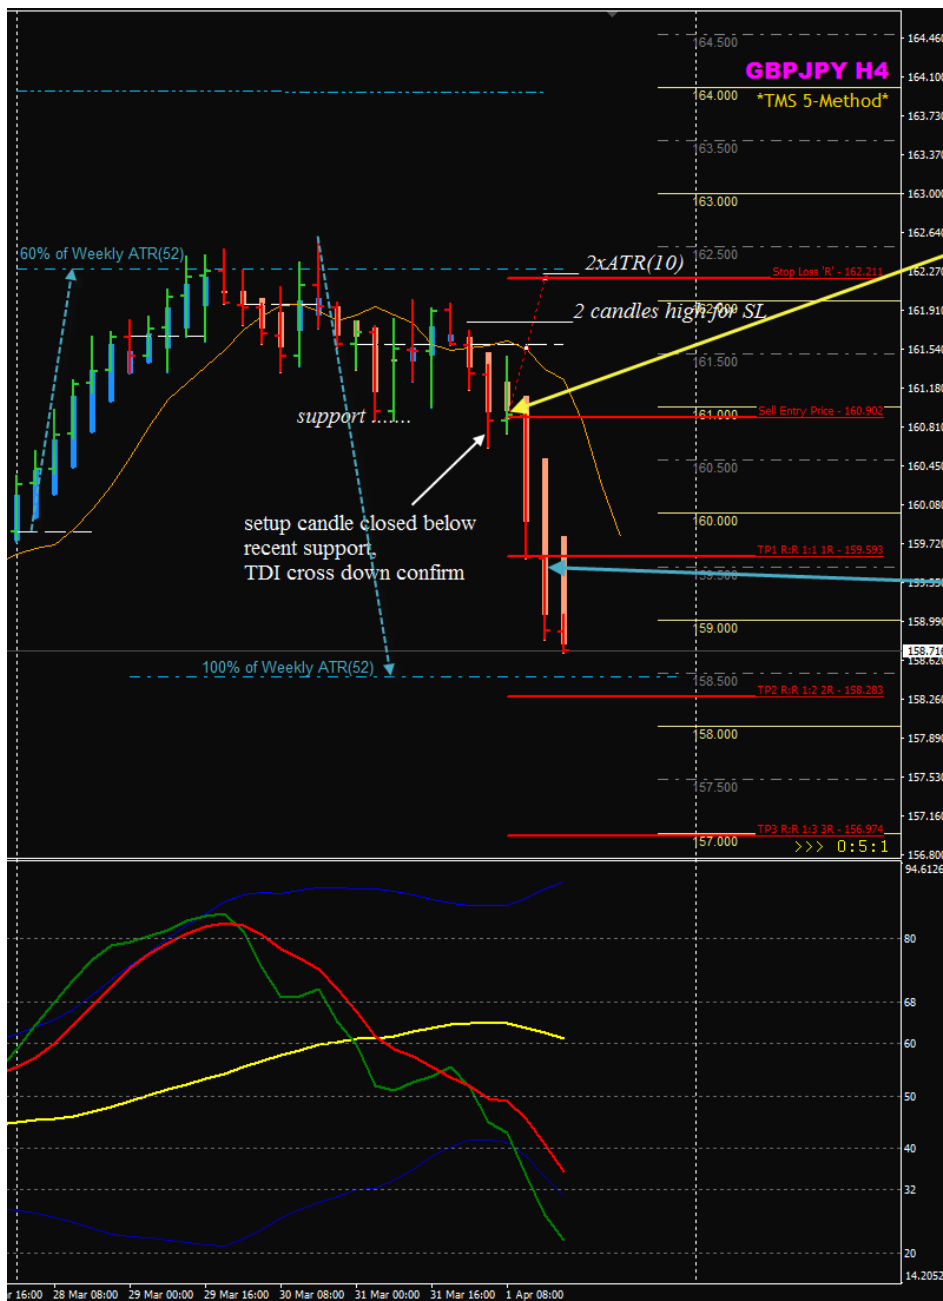 164.500
164.460
GBPJPY H4
164.100
164.000
*TMS 5-Method*
163.730
163.500
163.370
163.000
163.000
162.640
60% of Weekly ATR(52)
162.500
2xATR(10)
Stop Loss 'R' - 162.211
162.270
2 candles high for SL
161.910
161.540
161.500
161.180
support .......
161.000
Sell Entry Price - 160.902
160.810
160.500
160.450
160.080
160.000
setup candle closed below
recent support,
TDI cross down confirm
159.720
TP1 R:R 1:1 1R - 159.593
159.500
159.000
158.990
158.716
158.620
100% of Weekly ATR(52)
158.500
TP2 R:R 1:2 2R - 158.283
158.260
158.000
157.890
157.530
157.500
157.160
TP3 R:R 1:3 3R - 156.974
157.000
>>> 0:5:1
156.800
94.6126
80
68
60
50
40
32
20
14.2052
r 16:00
28 Mar 08:00
29 Mar 00:00
29 Mar 16:00
30 Mar 08:00
31 Mar 00:00
31 Mar 16:00
1 Apr 08:00